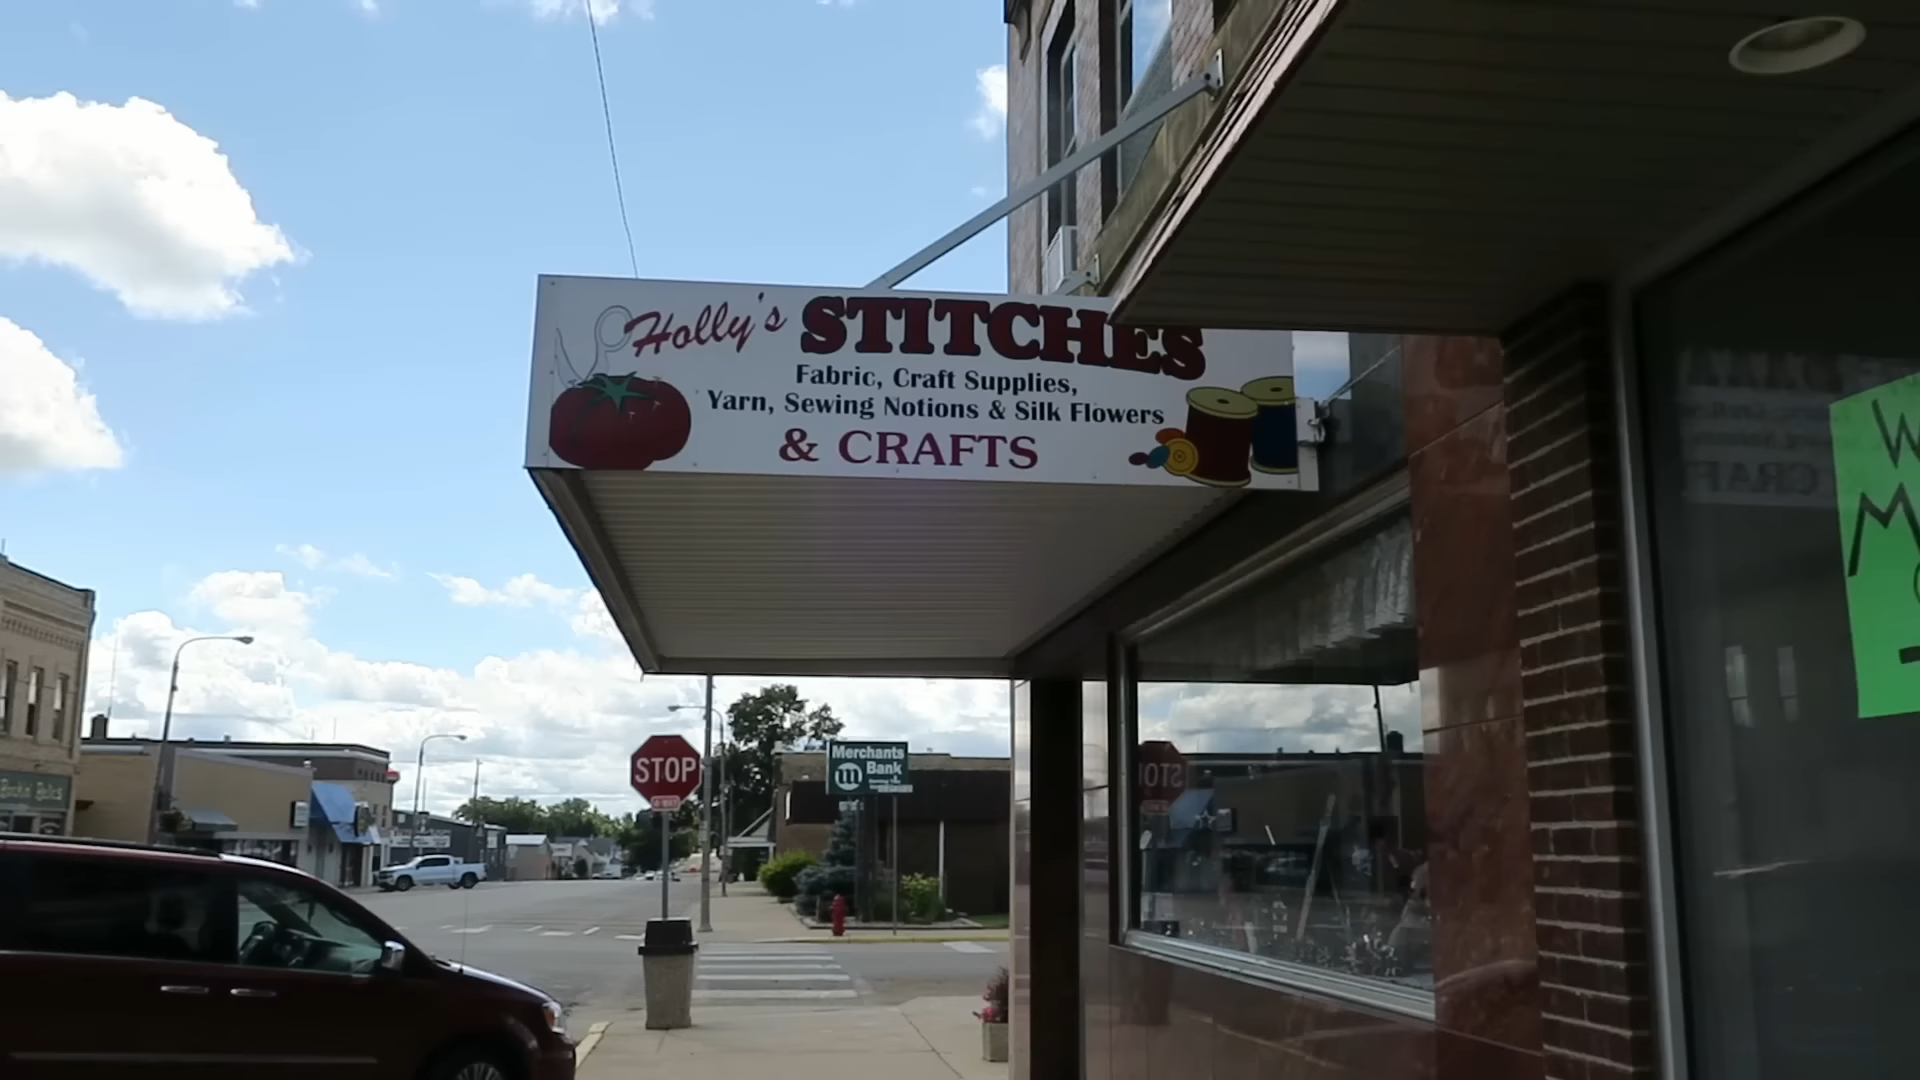 Holly's STITCHES
Fabric, Craft Supplies,
Yarn, Sewing Notions & Silk Flowers
& CRAFTS
STOP
Merchants
Bank